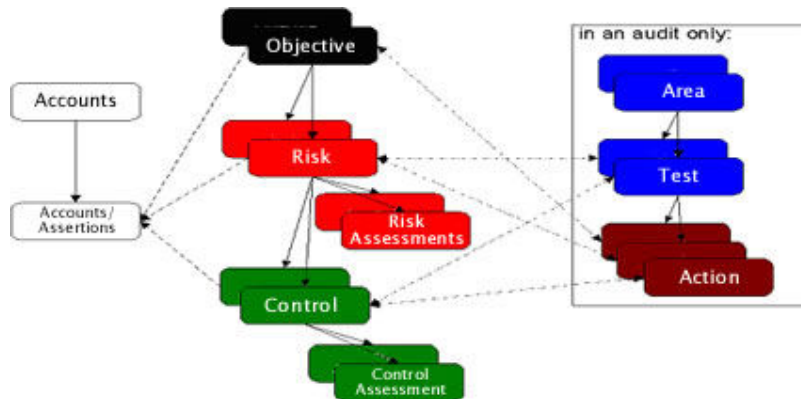 in an audit only:
Objective
Area
Accounts
Risk
Test
Accounts/
Assertions
Risk
Assessments
Control
Action
Control
Assessment